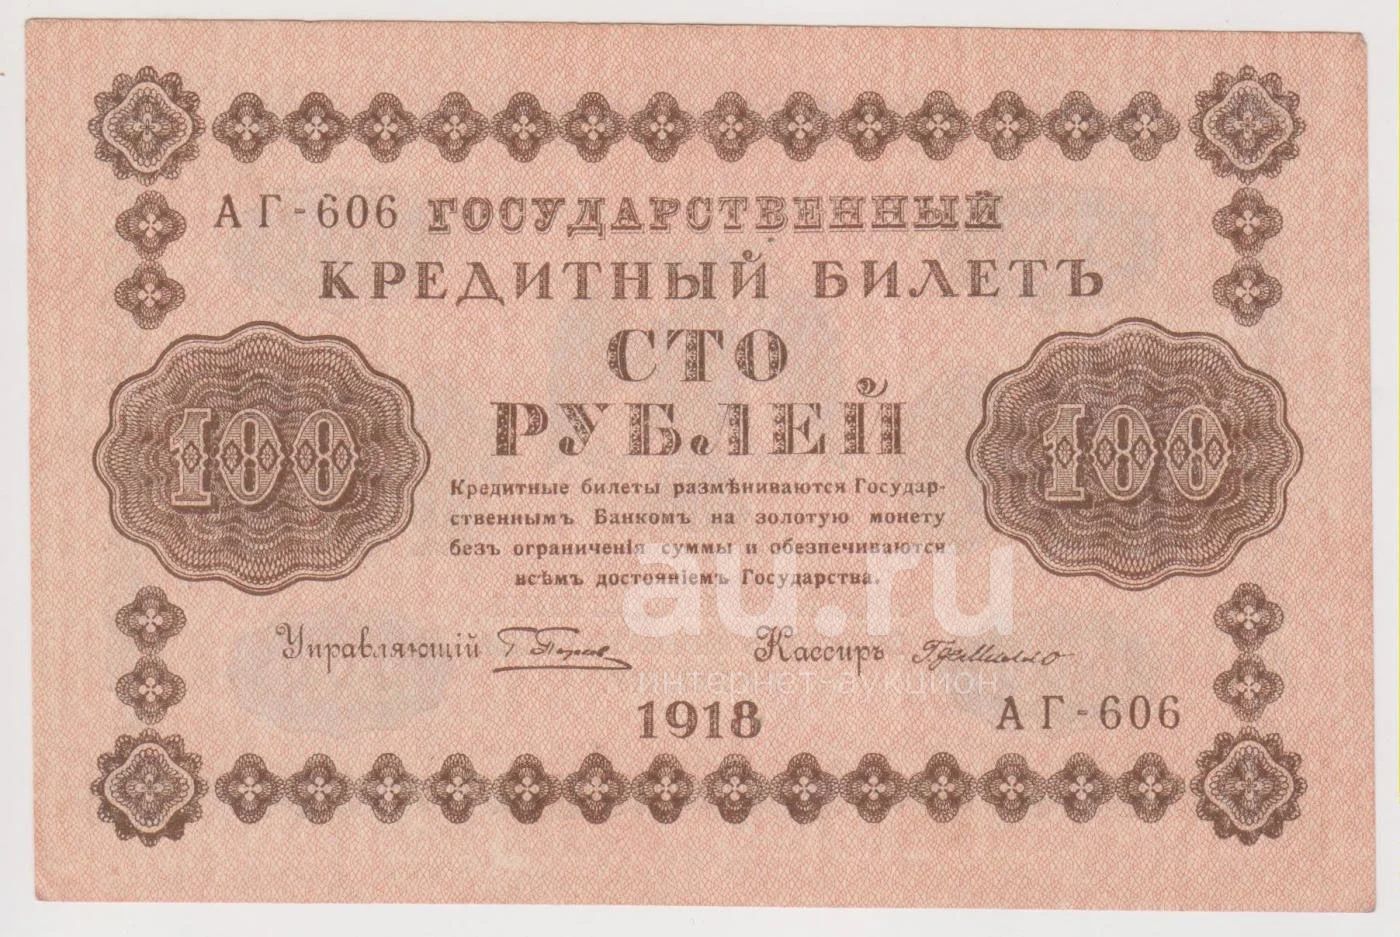 АГ-606 ГОСУДАРСТВЕННЫЙ
КРЕДИТНЫЙ БИЛЕТЪ
СТО
РУБЛЕЙ
100
100
Кредитные билеты размѣниваются Государ-
ственнымъ Банкомъ на золотую монету
безъ ограниченія суммы и обезпечиваются
всѣмъ достояніемъ Государства.
au.ru
интернет-аукцион
Управляющій
Кассиръ
1918
АГ-606